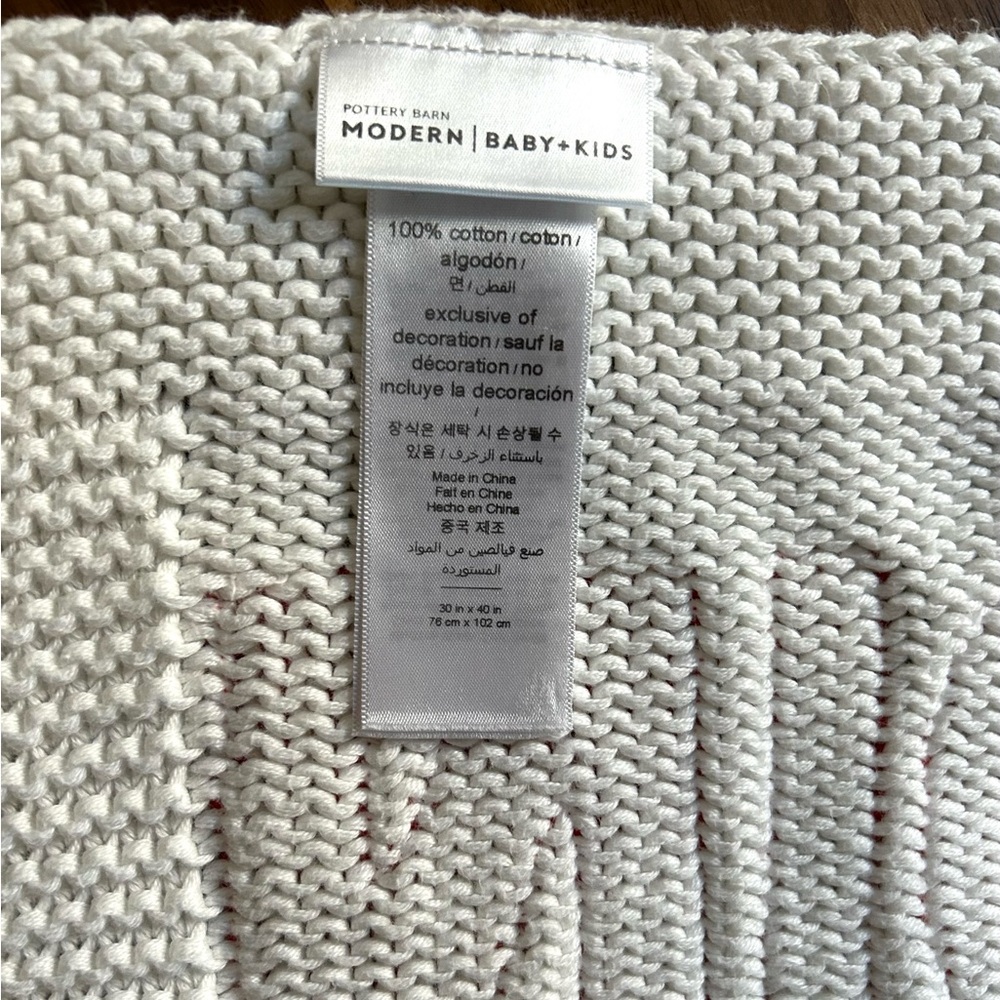 POTTERY BARN
MODERN | BABY+KIDS
100% cotton / coton /
algodón /
면 / القطن
exclusive of
decoration / sauf la
décoration / no
incluye la decoración
/
장식은 세탁 시 손상될 수
있음 / باستثناء الزخرف
Made in China
Fait en China
Hecho en China
중국 제조
صنع فيالصين من المواد
المستوردة
30 in x 40 in
76 cm x 102 cm